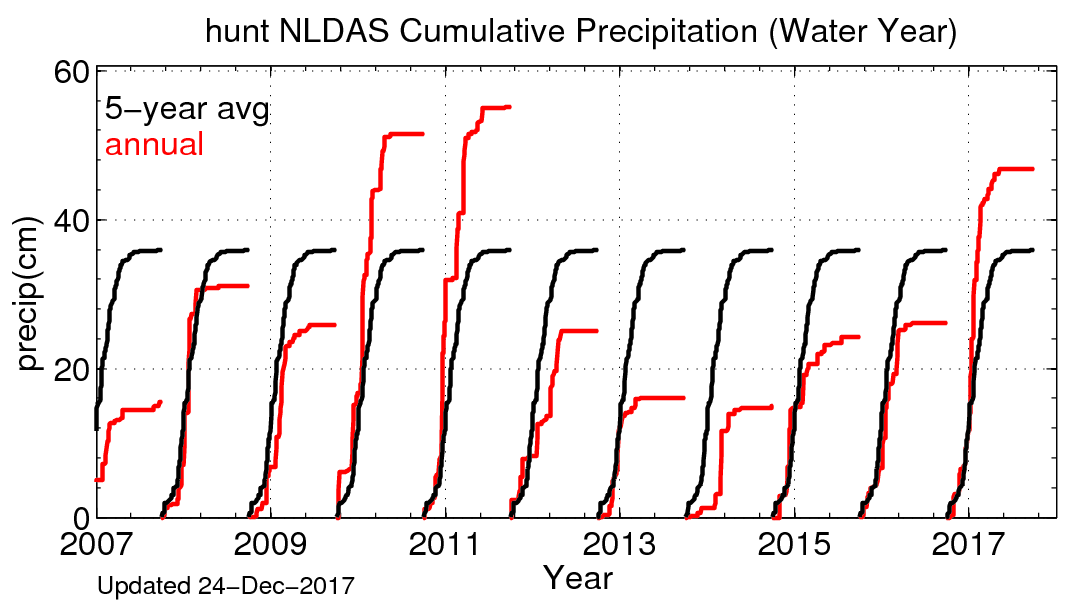 hunt NLDAS Cumulative Precipitation (Water Year)
60
5−year avg
annual
40
precip(cm)
20
0
2007 2009 2011 2013 2015 2017
Year
Updated 24−Dec−2017